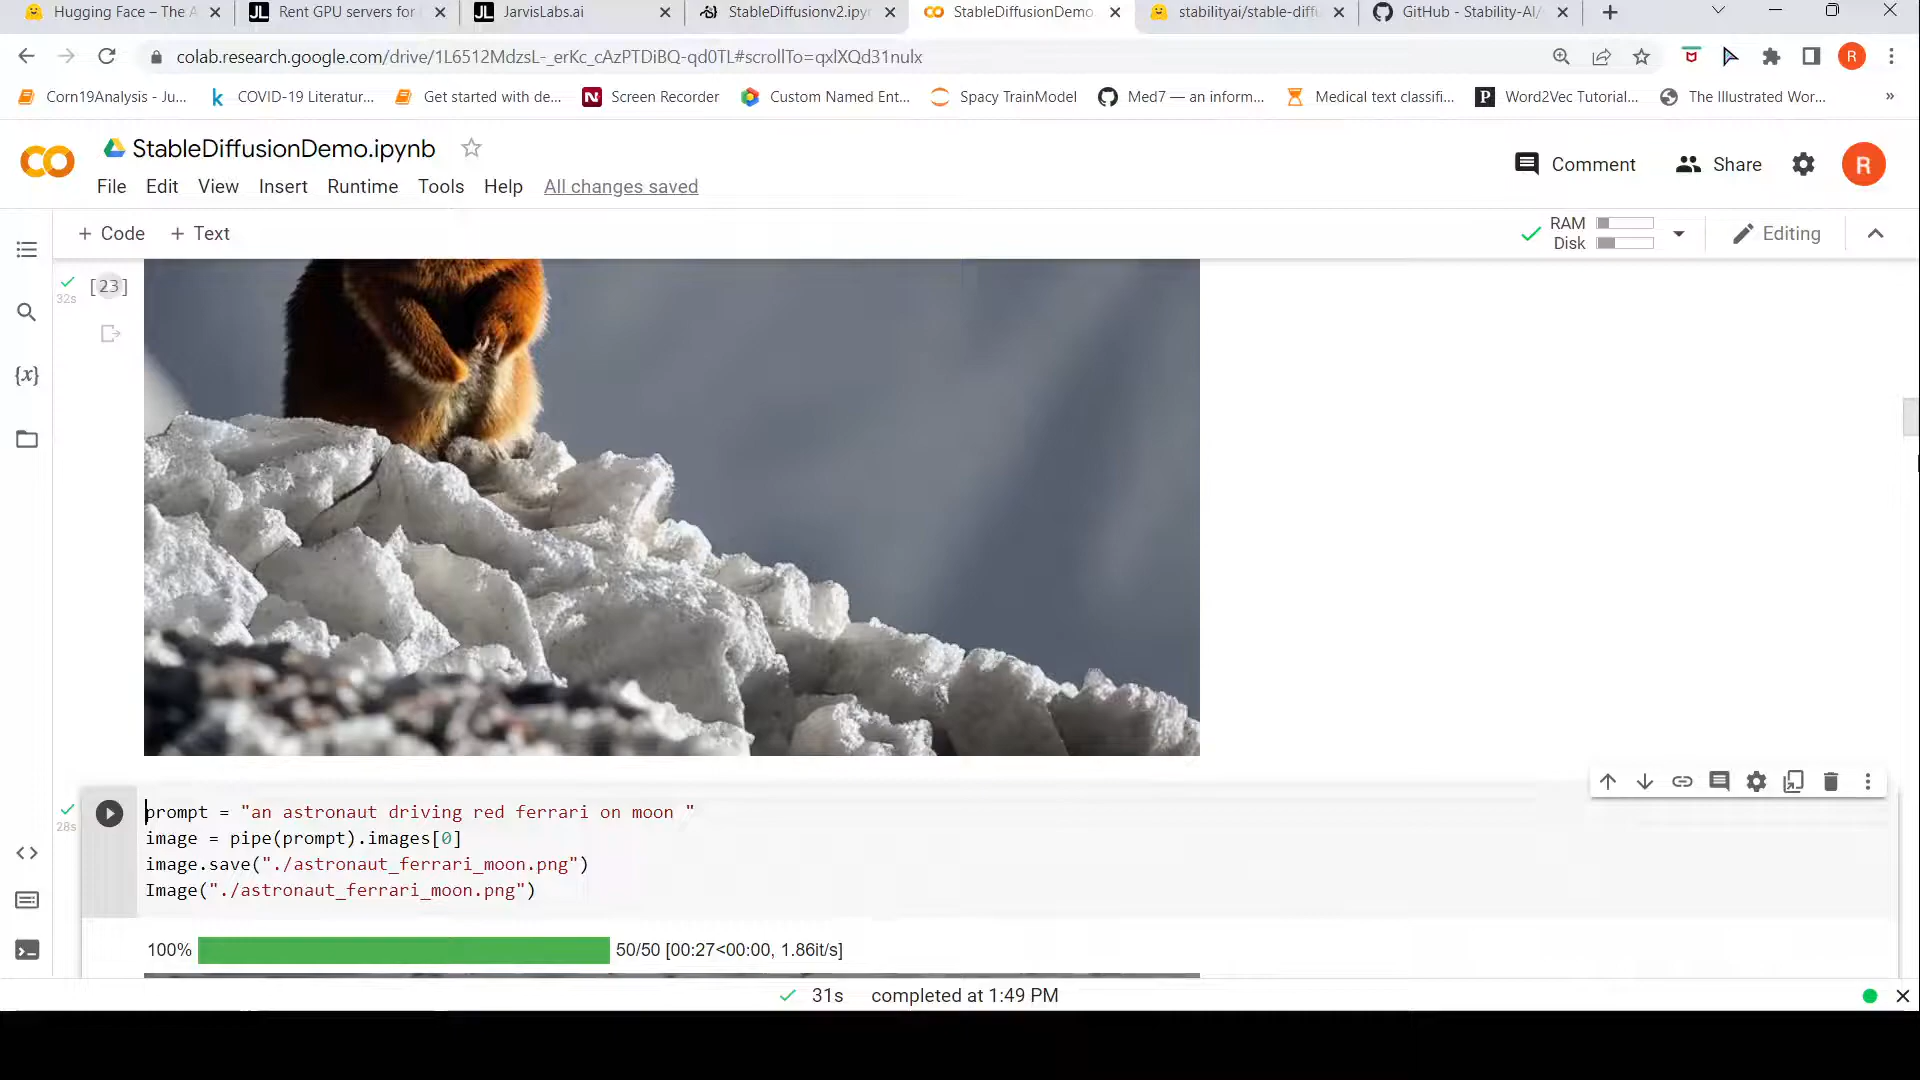 Hugging Face – The A
Rent GPU servers for
JarvisLabs.ai
StableDiffusionv2.ipyn
StableDiffusionDemo
stabilityai/stable-diffu
GitHub - Stability-AI/
colab.research.google.com/drive/1L6512MdzsL-_erKc_cAzPTDiBQ-qd0TL#scrollTo=qxlXQd31nulx
R
Corn19Analysis - Ju...
COVID-19 Literatur...
Get started with de...
Screen Recorder
Custom Named Ent...
Spacy TrainModel
Med7 — an inform...
Medical text classifi...
Word2Vec Tutorial...
The Illustrated Wor...
»
StableDiffusionDemo.ipynb
Comment
Share
R
File Edit View Insert Runtime Tools Help All changes saved
+ Code + Text
RAM
Disk
Editing
32s
[23]
{x}
28s
prompt = "an astronaut driving red ferrari on moon "
image = pipe(prompt).images[0]
image.save("./astronaut_ferrari_moon.png")
Image("./astronaut_ferrari_moon.png")
100% 50/50 [00:27<00:00, 1.86it/s]
31s completed at 1:49 PM